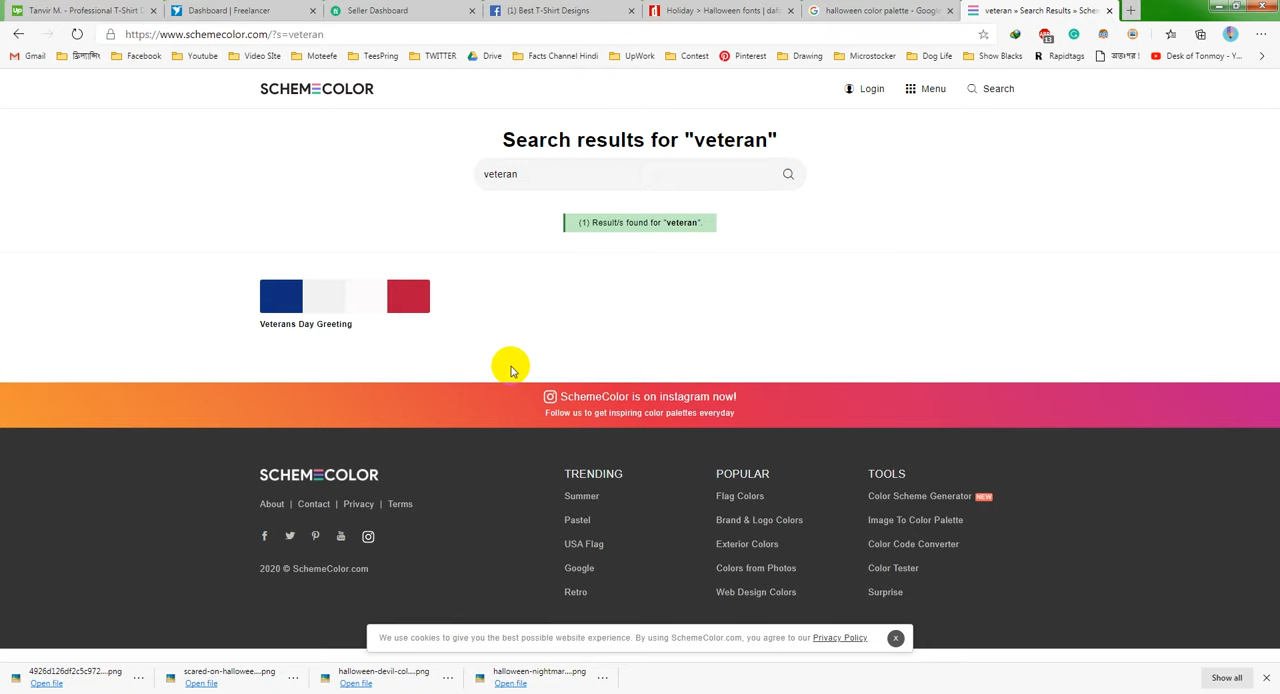 Tanvir M. - Professional T-Shirt D
Dashboard | Freelancer
Seller Dashboard
(1) Best T-Shirt Designs
Holiday > Halloween fonts | daf
halloween color palette - Google
veteran » Search Results » Sche
https://www.schemecolor.com/?s=veteran
Gmail
Facebook
Youtube
Video SIte
Moteefe
TeesPring
TWITTER
Drive
Facts Channel Hindi
UpWork
Contest
Pinterest
Drawing
Microstocker
Dog Life
Show Blacks
Rapidtags
অতঃপর !
Desk of Tonmoy - Y...
SCHEMECOLOR
Login
Menu
Search
Search results for "veteran"
veteran
(1) Result/s found for "veteran".
Veterans Day Greeting
SchemeColor is on instagram now!
Follow us to get inspiring color palettes everyday
SCHEMECOLOR
About | Contact | Privacy | Terms
2020 © SchemeColor.com
TRENDING
Summer
Pastel
USA Flag
Google
Retro
POPULAR
Flag Colors
Brand & Logo Colors
Exterior Colors
Colors from Photos
Web Design Colors
TOOLS
Color Scheme Generator NEW
Image To Color Palette
Color Code Converter
Color Tester
Surprise
We use cookies to give you the best possible website experience. By using SchemeColor.com, you agree to our Privacy Policy
x
4926d126df2c5c972....png
Open file
scared-on-hallowee....png
Open file
halloween-devil-col....png
Open file
halloween-nightmar....png
Open file
Show all